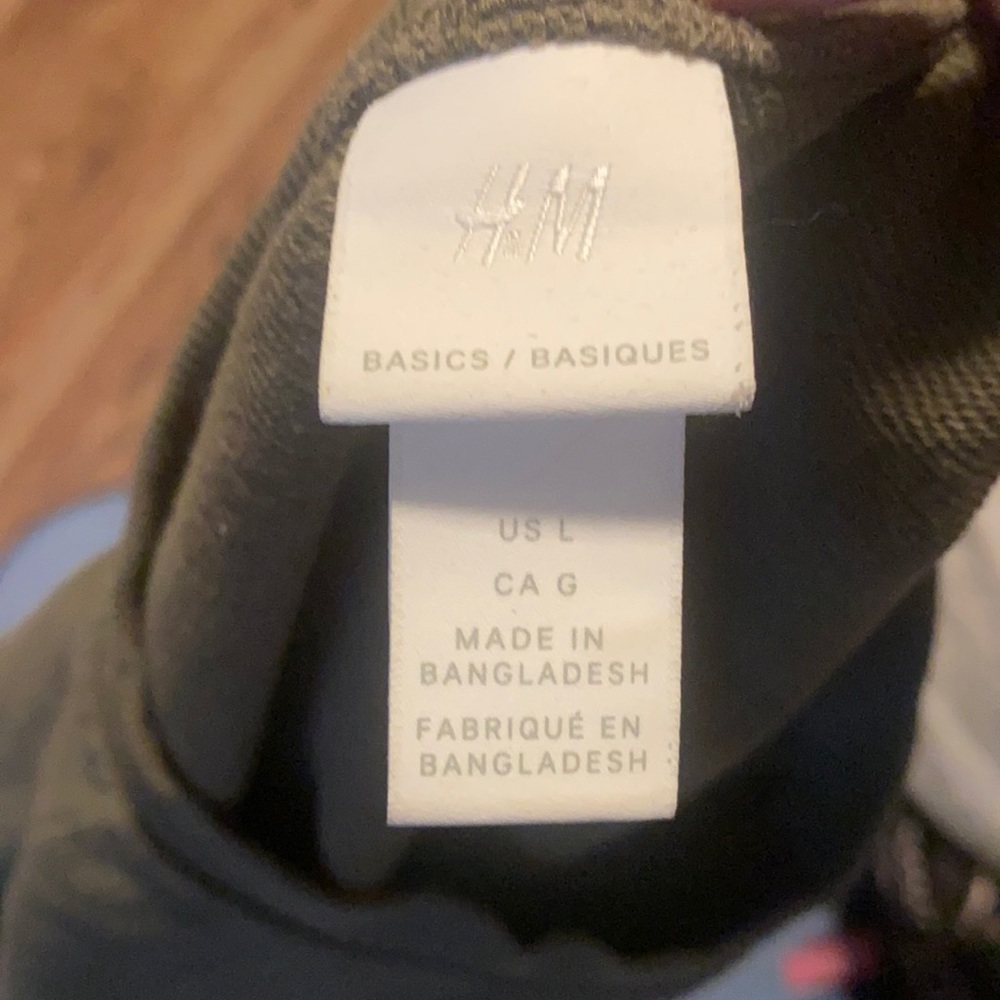 H&M
BASICS / BASIQUES
US L
CA G
MADE IN
BANGLADESH
FABRIQUÉ EN
BANGLADESH